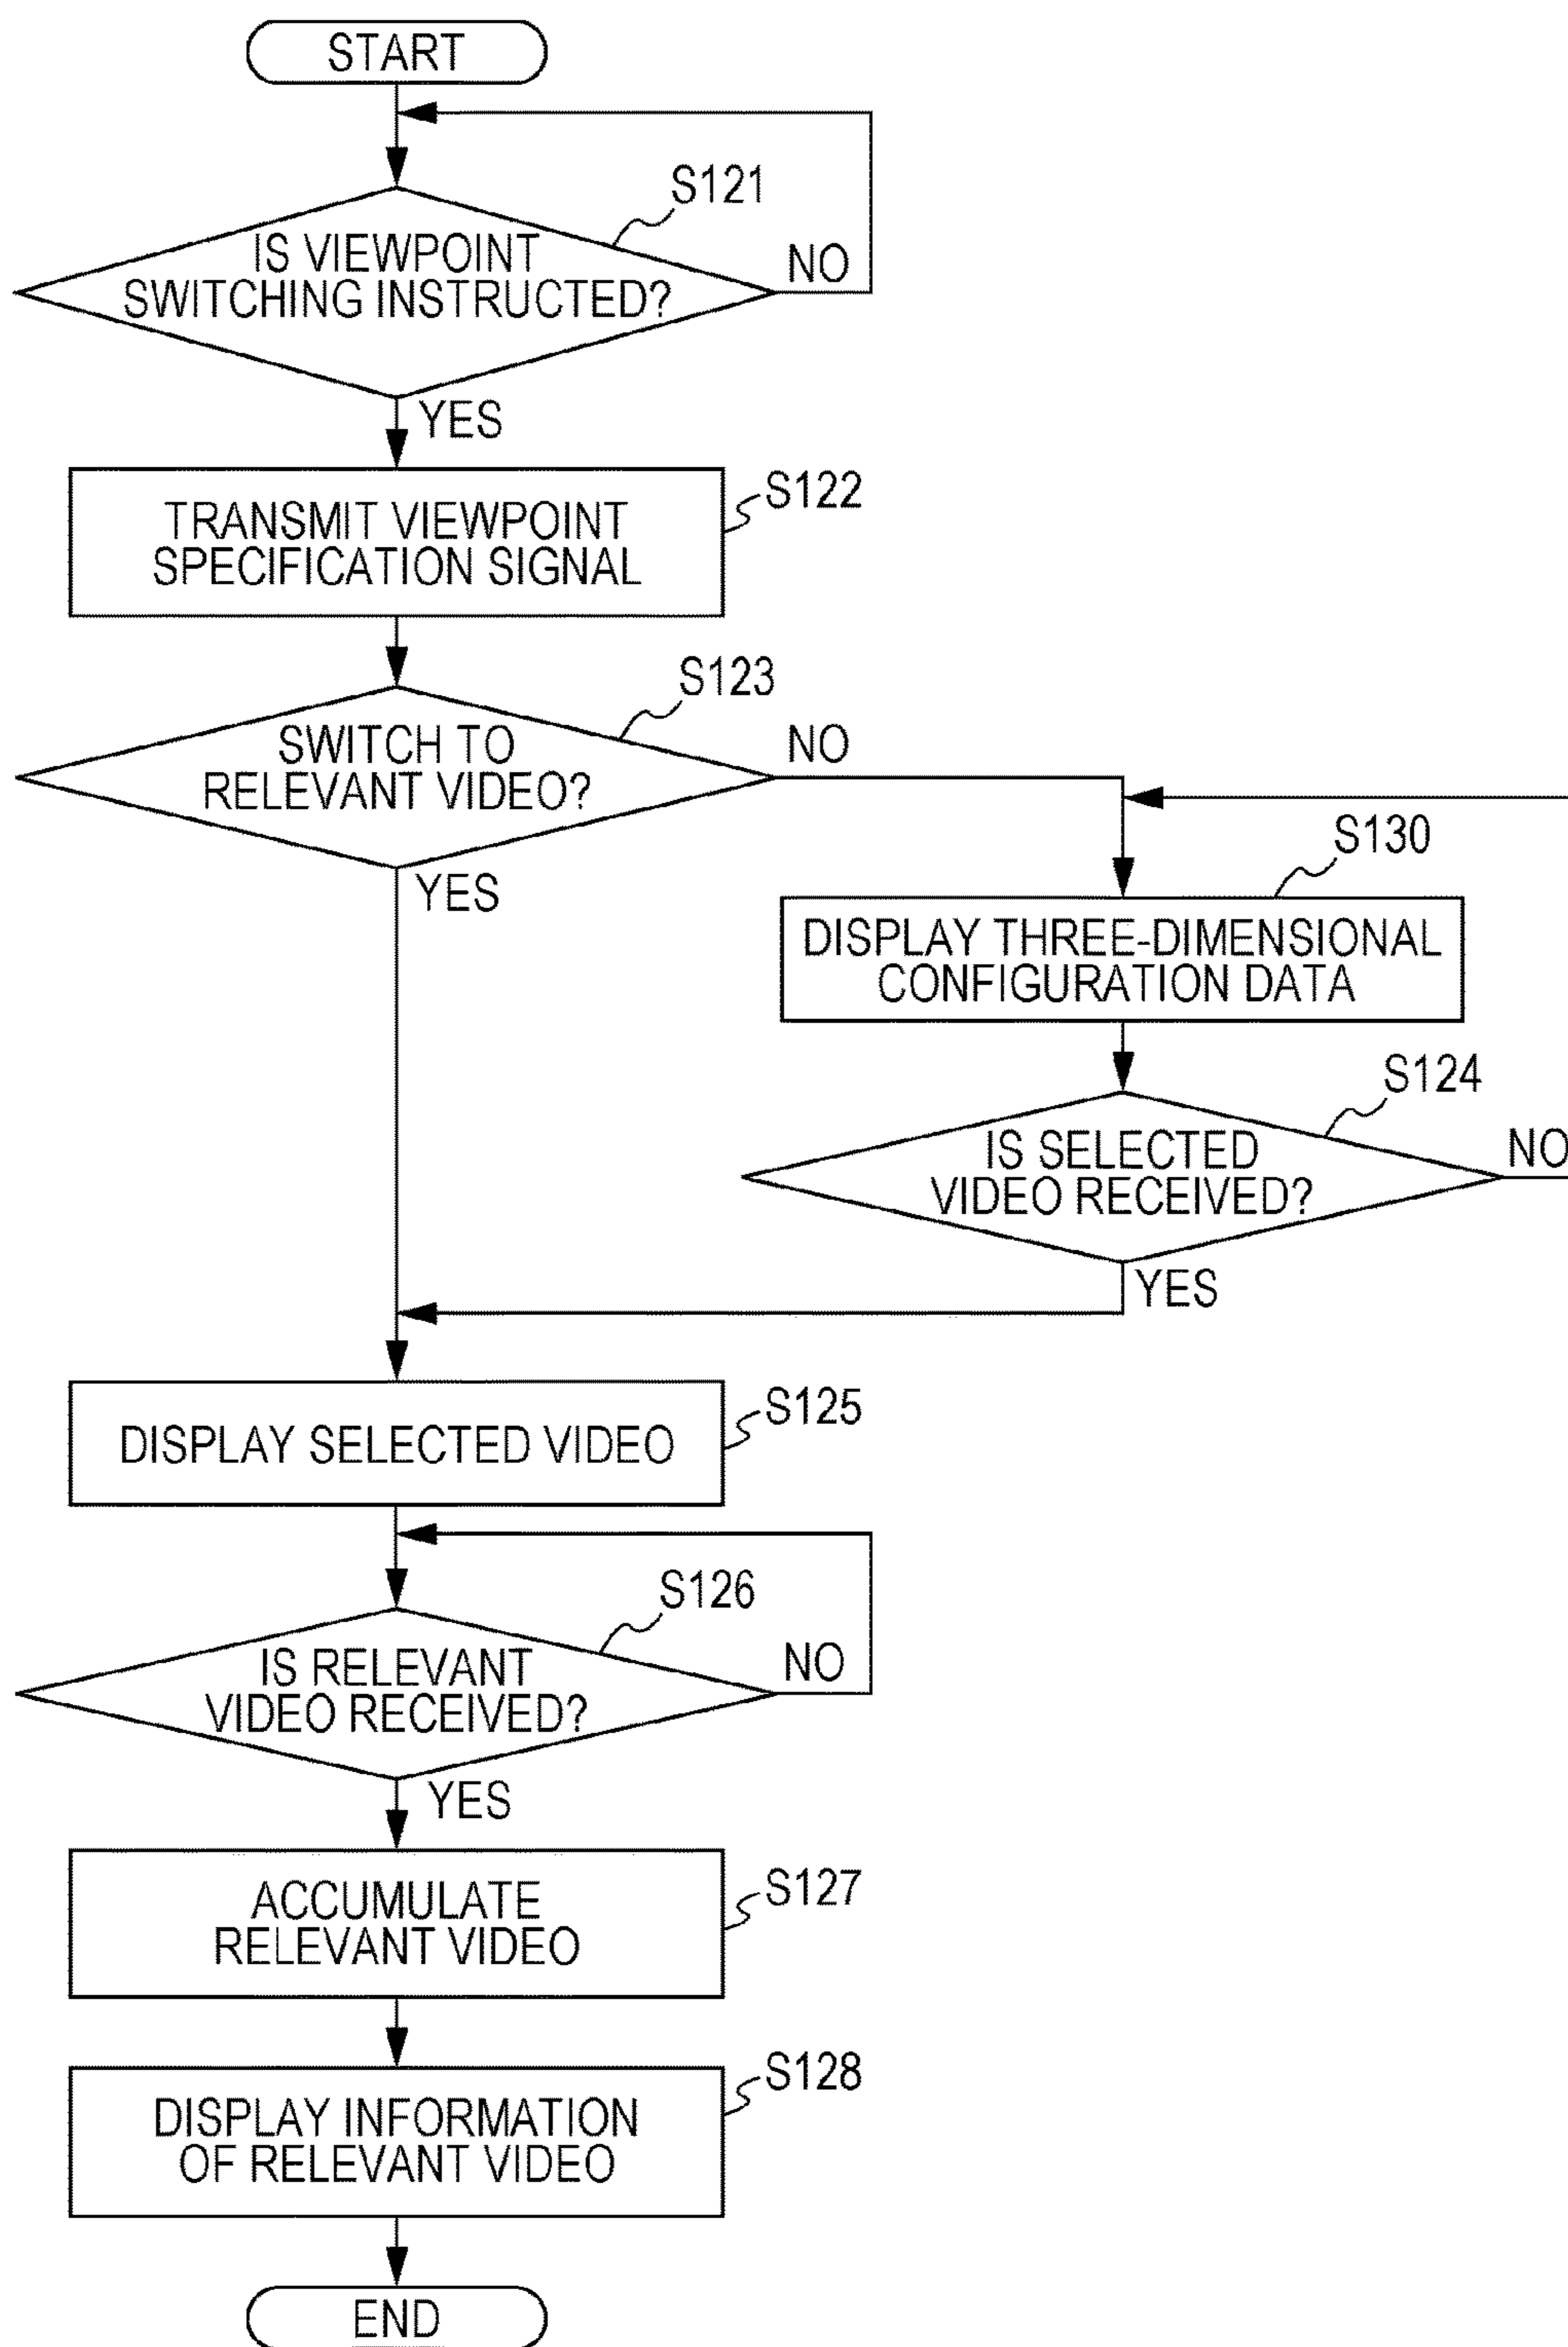 START
S121
IS VIEWPOINT
SWITCHING INSTRUCTED?
NO
YES
S122
TRANSMIT VIEWPOINT
SPECIFICATION SIGNAL
S123
SWITCH TO
RELEVANT VIDEO?
NO
YES
S130
DISPLAY THREE-DIMENSIONAL
CONFIGURATION DATA
S124
IS SELECTED
VIDEO RECEIVED?
NO
YES
S125
DISPLAY SELECTED VIDEO
S126
IS RELEVANT
VIDEO RECEIVED?
NO
YES
S127
ACCUMULATE
RELEVANT VIDEO
S128
DISPLAY INFORMATION
OF RELEVANT VIDEO
END